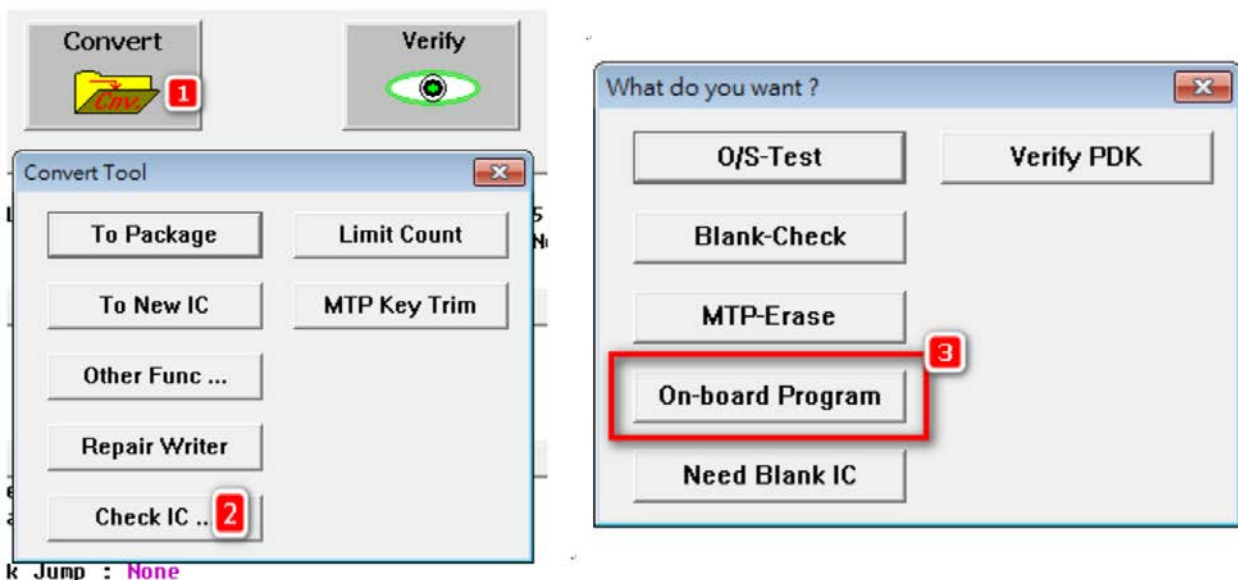 Convert
Cnv.
1
Verify
Convert Tool
To Package
Limit Count
To New IC
MTP Key Trim
Other Func ...
Repair Writer
Check IC ...
2
k Jump : None
What do you want ?
O/S-Test
Verify PDK
Blank-Check
MTP-Erase
3
On-board Program
Need Blank IC